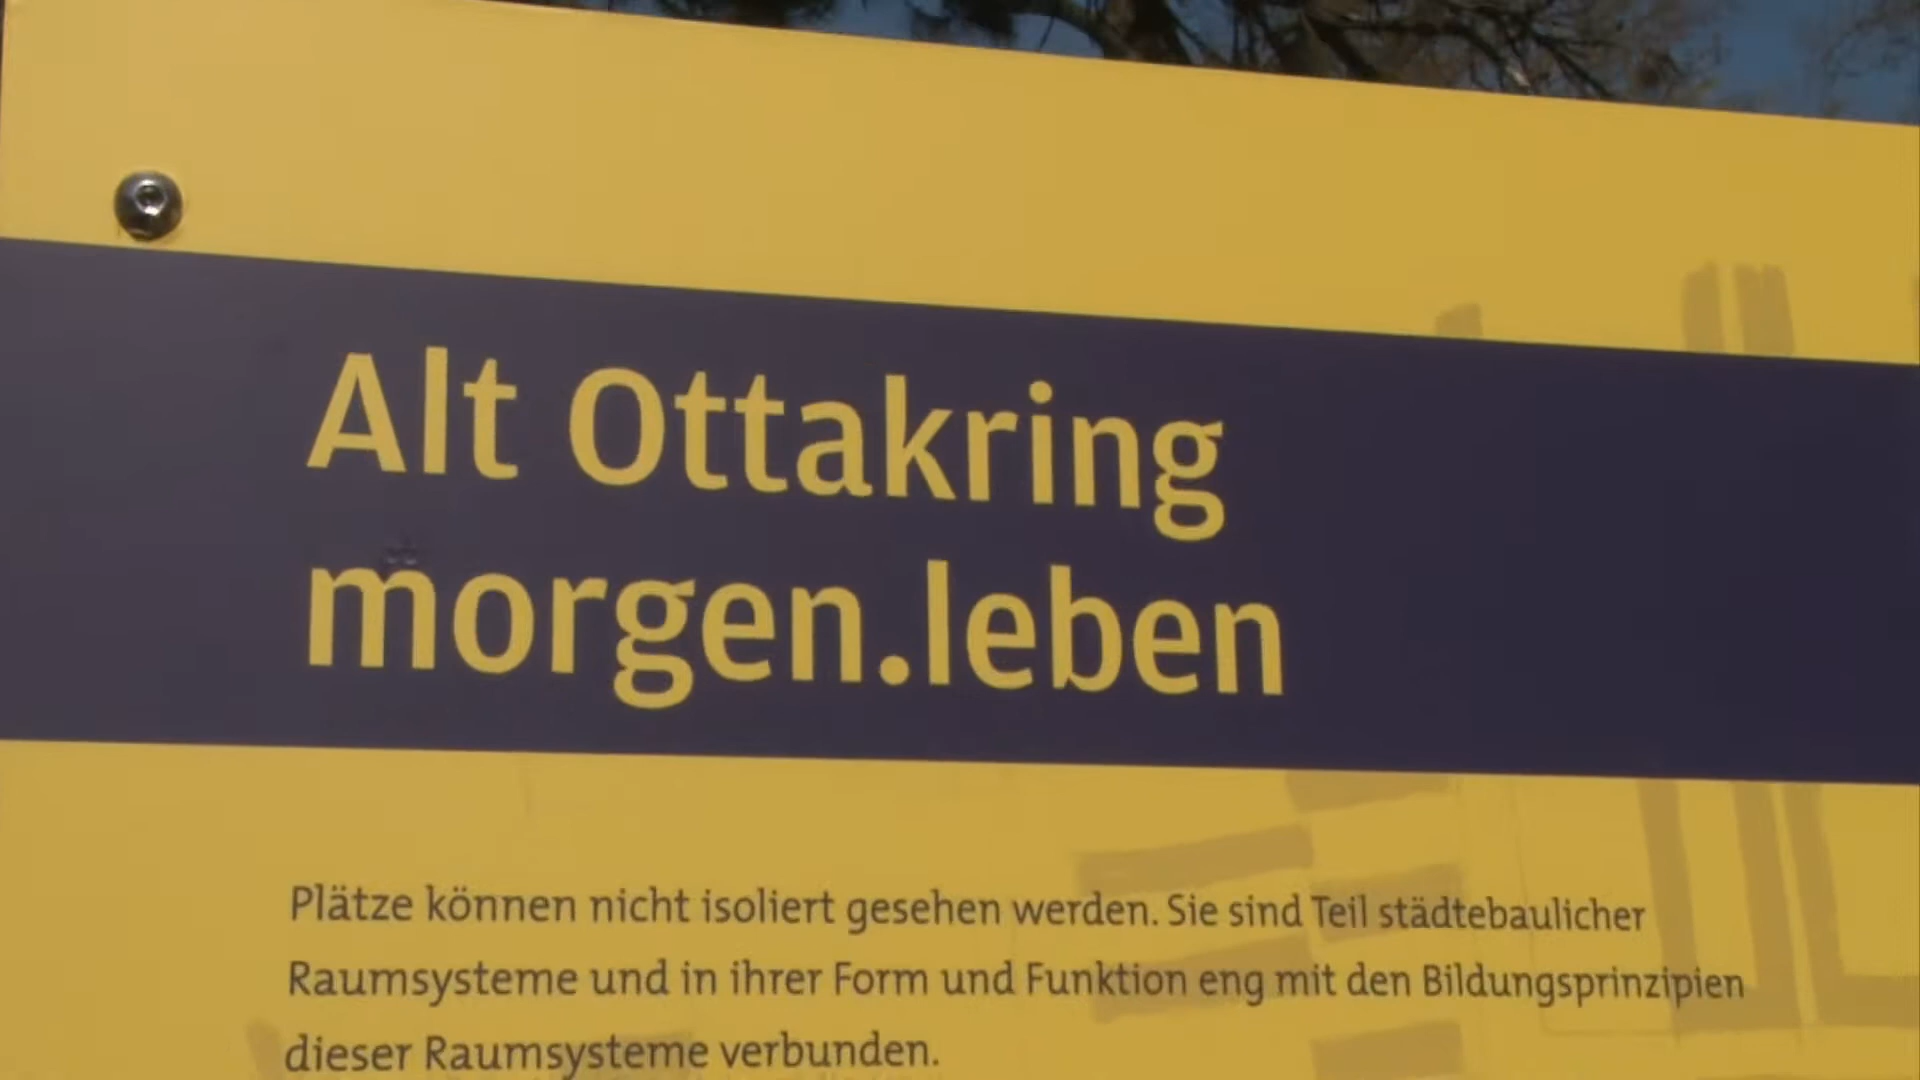 Alt Ottakring
morgen.leben
Plätze können nicht isoliert gesehen werden. Sie sind Teil städtebaulicher
Raumsysteme und in ihrer Form und Funktion eng mit den Bildungsprinzipien
dieser Raumsysteme verbunden.